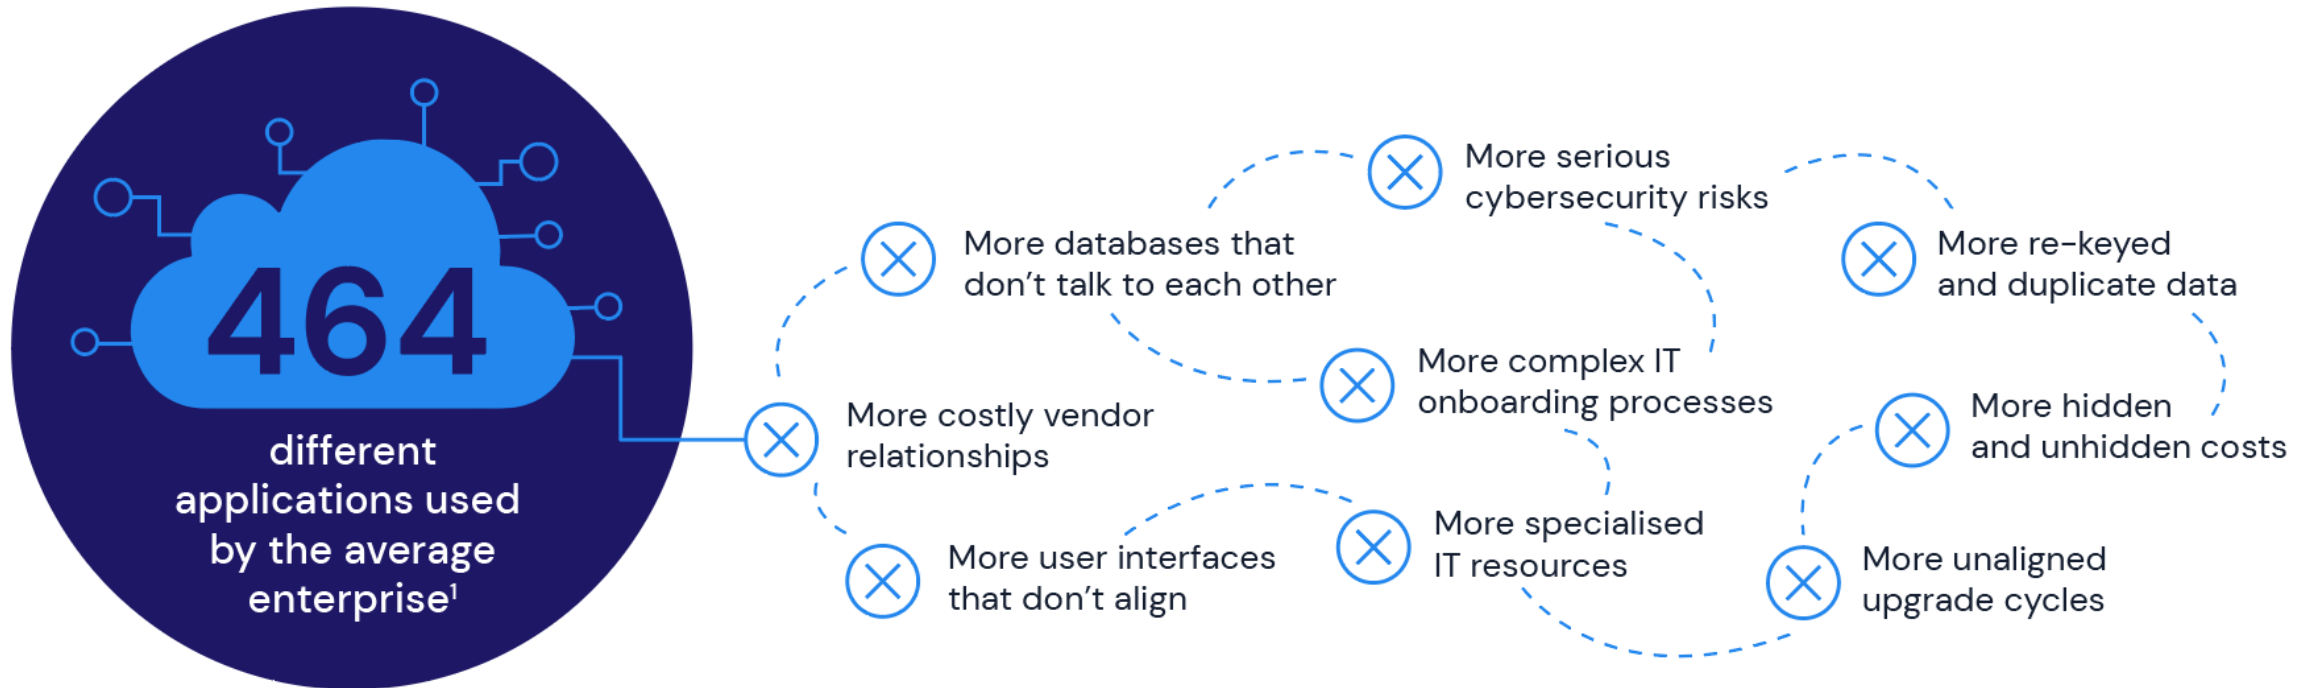 464
different
applications used
by the average
enterprise¹
More costly vendor
relationships
More databases that
don’t talk to each other
More user interfaces
that don’t align
More serious
cybersecurity risks
More complex IT
onboarding processes
More specialised
IT resources
More re-keyed
and duplicate data
More hidden
and unhidden costs
More unaligned
upgrade cycles